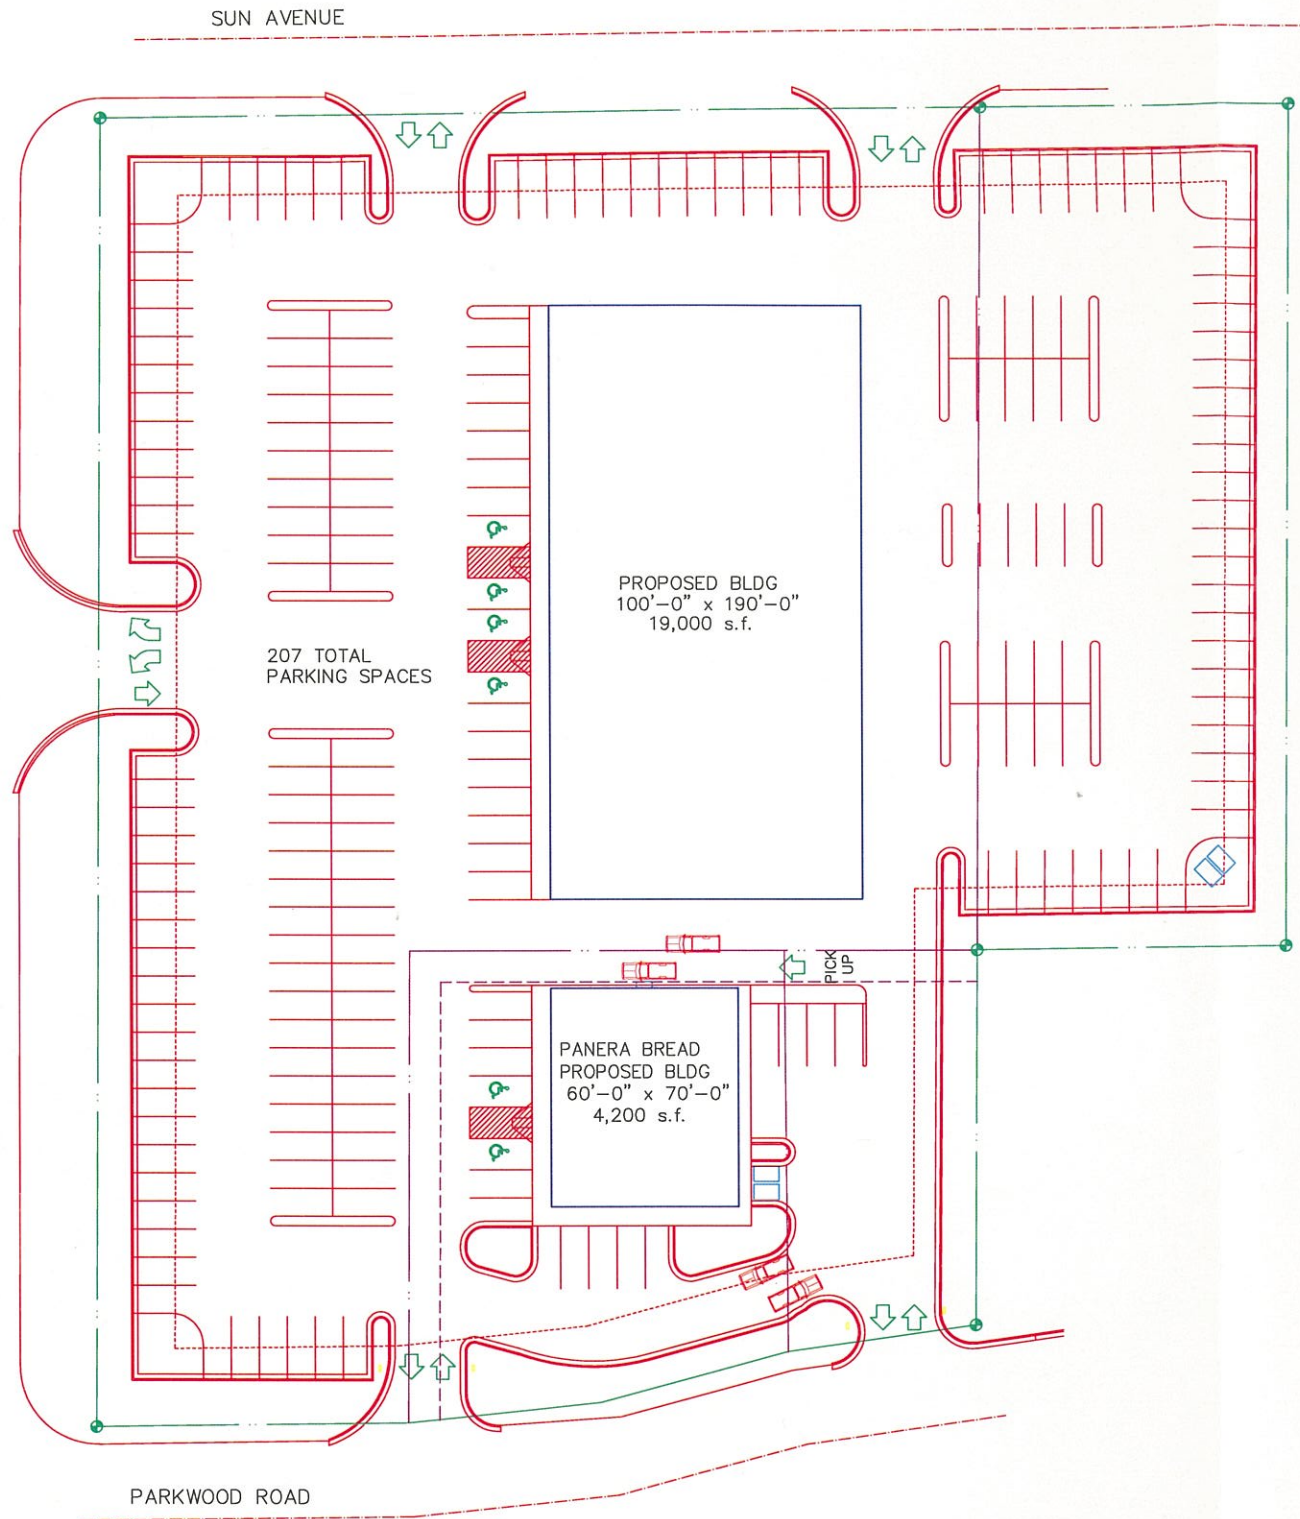 SUN AVENUE
PROPOSED BLDG
100'-0" x 190'-0"
19,000 s.f.
207 TOTAL
PARKING SPACES
PICK
UP
PANERA BREAD
PROPOSED BLDG
60'-0" x 70'-0"
4,200 s.f.
PARKWOOD ROAD